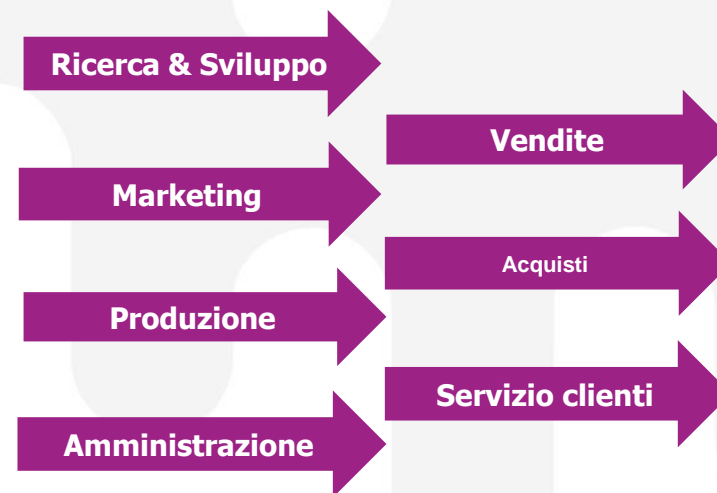 Ricerca & Sviluppo
Vendite
Marketing
Acquisti
Produzione
Servizio clienti
Amministrazione